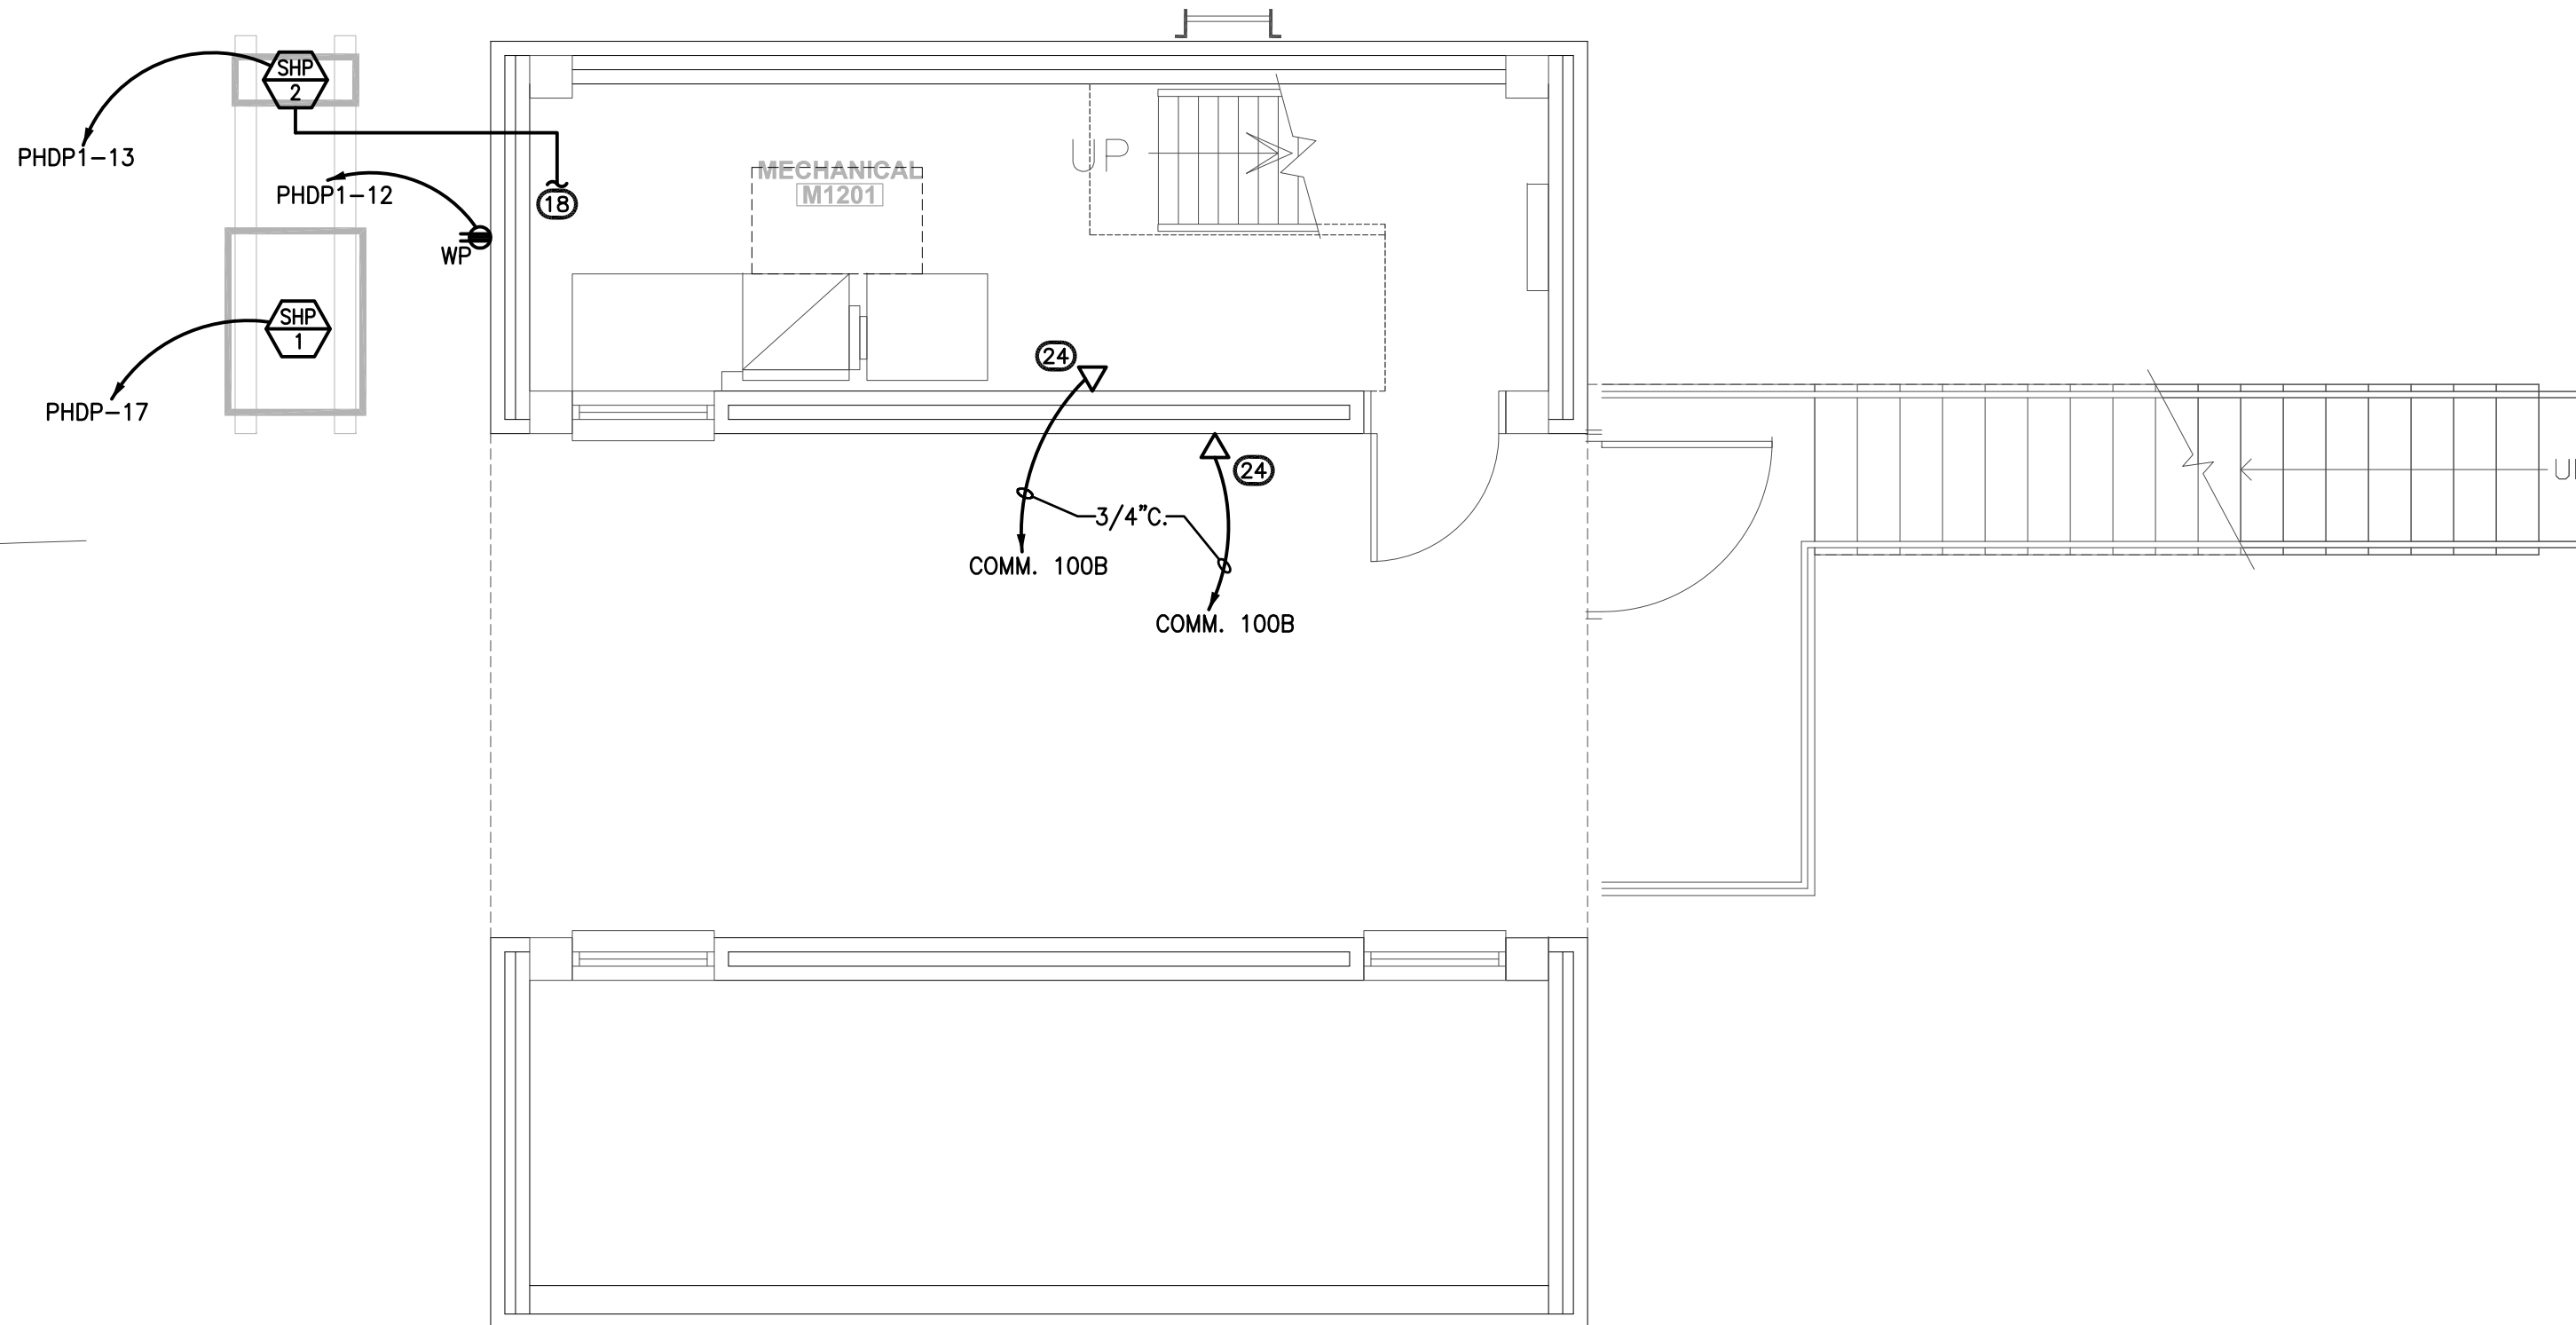 SHP
2
PHDP1-13
UP
MECHANICAL
M1201
PHDP1-12
18
WP
SHP
1
24
PHDP-17
24
3/4"C.
COMM. 100B
COMM. 100B